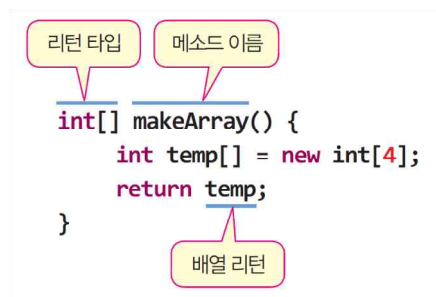 리턴 타입
메소드 이름
int[] makeArray() {
int temp[] = new int[4];
return temp;
}
배열 리턴